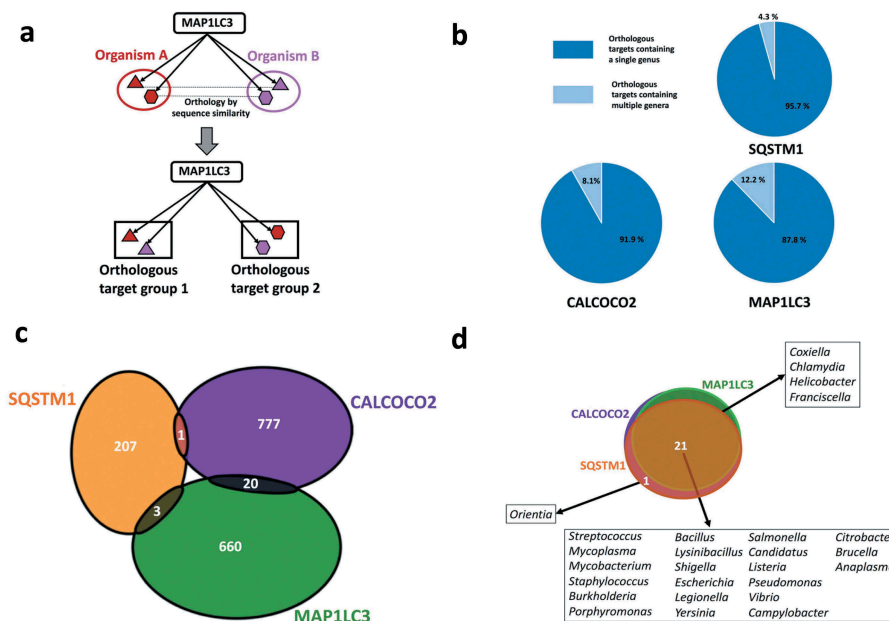 a
MAP1LC3
Organism A
Organism B
Orthology by
sequence similarity
MAP1LC3
Orthologous
target group 1
Orthologous
target group 2
b
Orthologous
targets containing
a single genus
Orthologous
targets containing
multiple genera
4.3 %
95.7 %
SQSTM1
8.1%
91.9 %
CALCOCO2
12.2 %
87.8 %
MAP1LC3
c
SQSTM1
207
1
777
CALCOCO2
20
3
660
MAP1LC3
d
Coxiella
Chlamydia
Helicobacter
Franciscella
MAP1LC3
CALCOCO2
21
SQSTM1
1
Orientia
Streptococcus Bacillus Salmonella Citrobacte
Mycoplasma Lysinibacillus Candidatus Brucella
Mycobacterium Shigella Listeria Anaplasm
Staphylococcus Escherichia Pseudomonas
Burkholderia Legionella Vibrio
Porphyromonas Yersinia Campylobacter